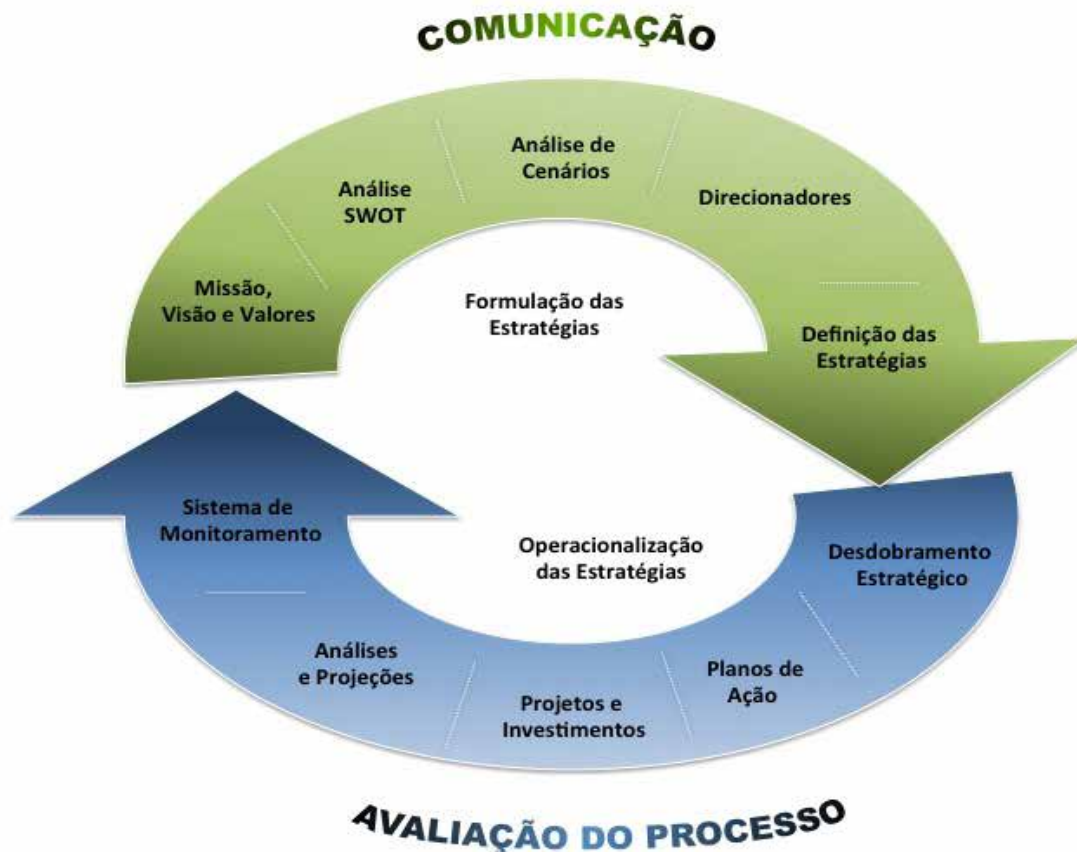 COMUNICAÇÃO
Análise de
Cenários
Análise
SWOT
Direcionadores
Missão,
Visão e Valores
Formulação das
Estratégias
Definição das
Estratégias
Sistema de
Monitoramento
Operacionalização
das Estratégias
Desdobramento
Estratégico
Análises
e Projeções
Planos de
Ação
Projetos e
Investimentos
AVALIAÇÃO DO PROCESSO